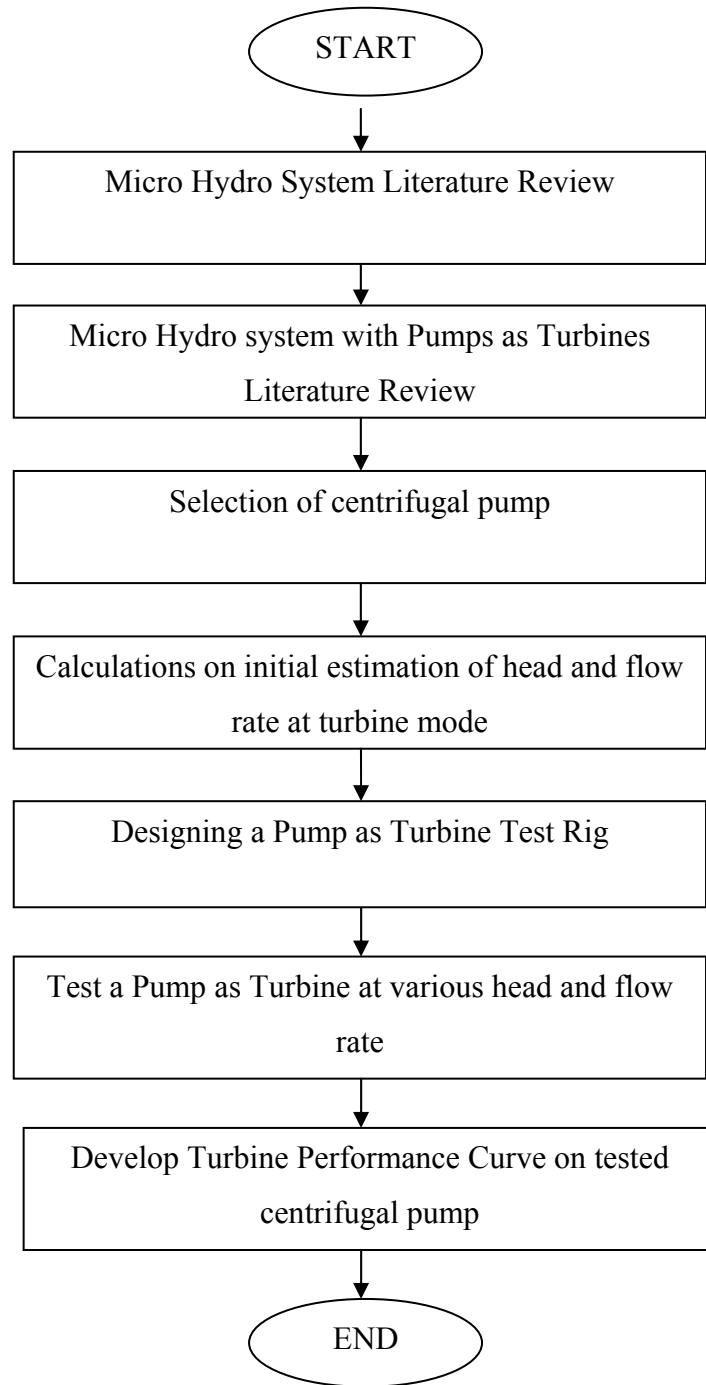 START
Micro Hydro System Literature Review
Micro Hydro system with Pumps as Turbines
Literature Review
Selection of centrifugal pump
Calculations on initial estimation of head and flow
rate at turbine mode
Designing a Pump as Turbine Test Rig
Test a Pump as Turbine at various head and flow
rate
Develop Turbine Performance Curve on tested
centrifugal pump
END